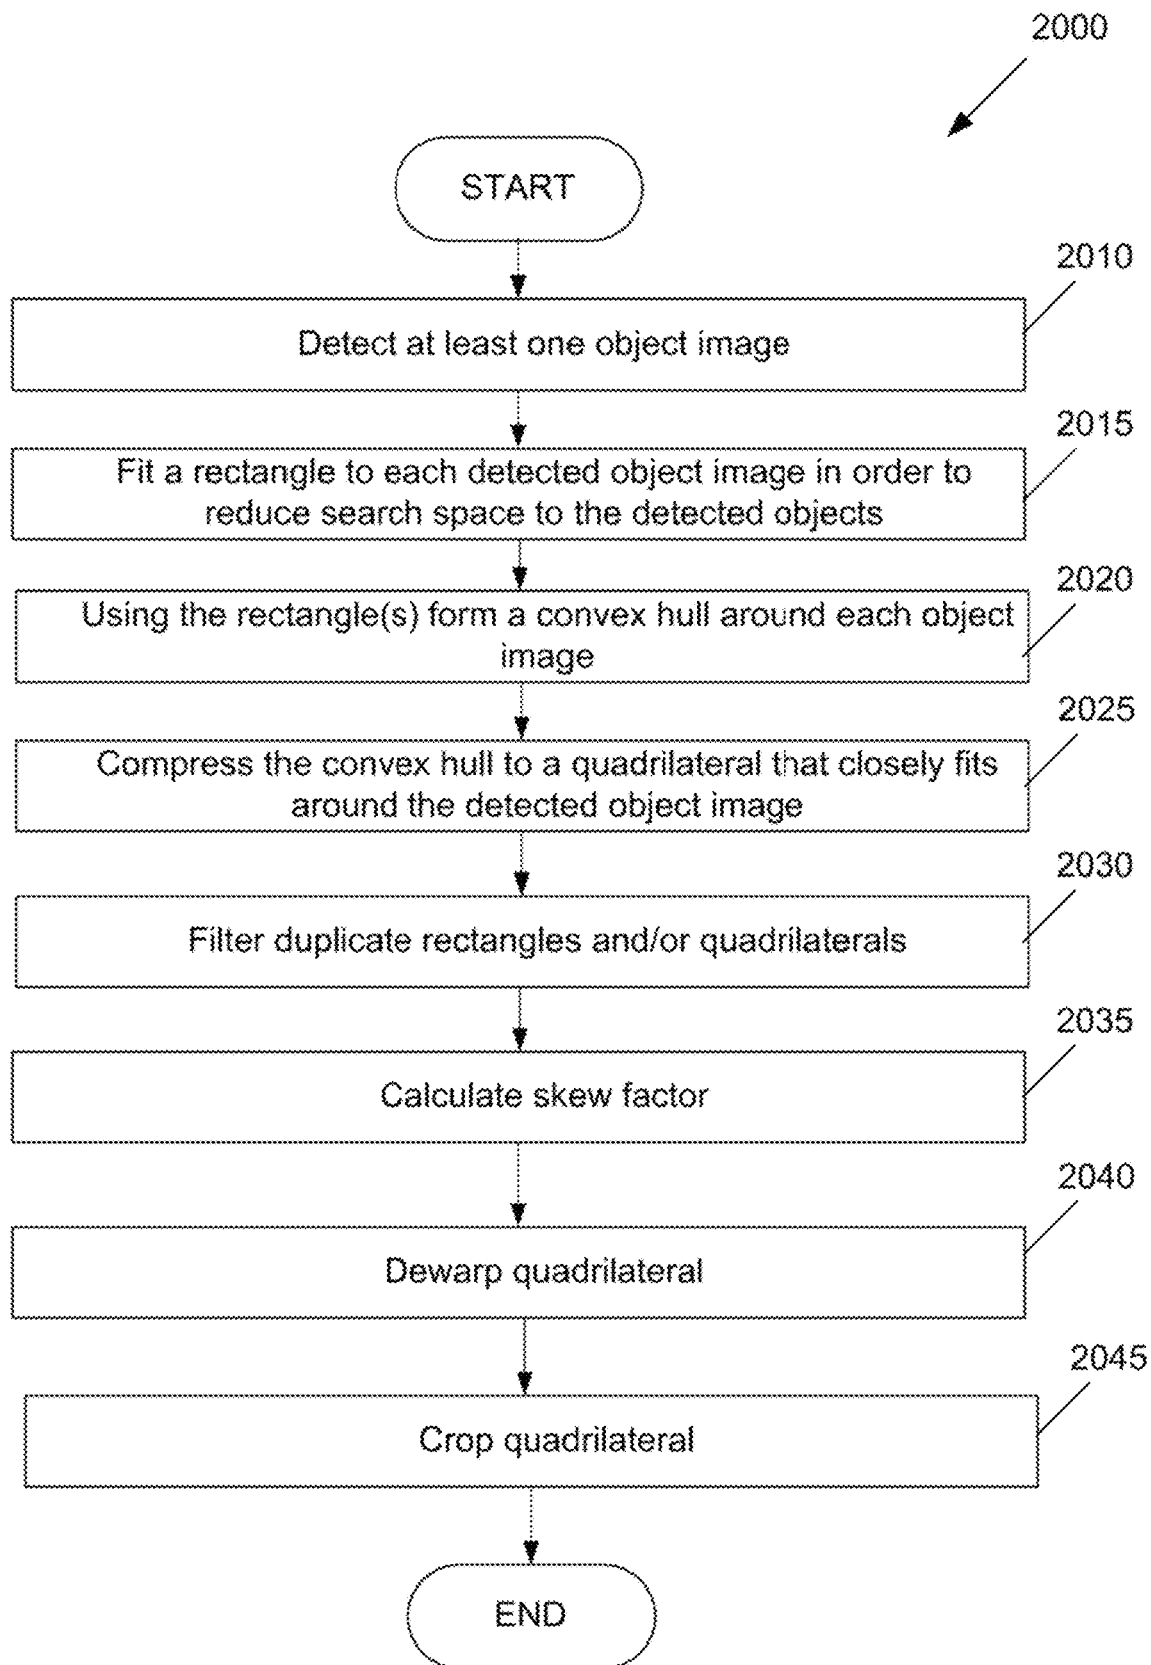 2000
START
2010
Detect at least one object image
2015
Fit a rectangle to each detected object image in order to
reduce search space to the detected objects
2020
Using the rectangle(s) form a convex hull around each object
image
2025
Compress the convex hull to a quadrilateral that closely fits
around the detected object image
2030
Filter duplicate rectangles and/or quadrilaterals
2035
Calculate skew factor
2040
Dewarp quadrilateral
2045
Crop quadrilateral
END